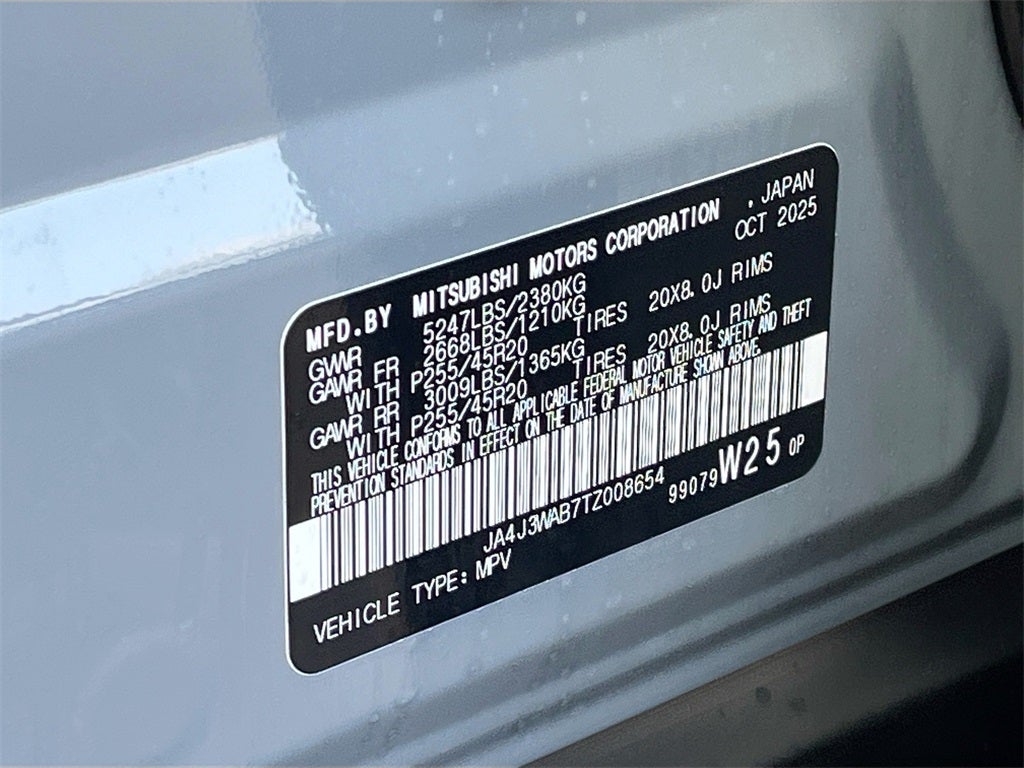 MFD.BY MITSUBISHI MOTORS CORPORATION , JAPAN
OCT 2025
GVWR 5247LBS/2380KG
GAWR FR 2668LBS/1210KG
WITH P255/45R20 TIRES 20X8.0J RIMS
GAWR RR 3009LBS/1365KG
WITH P255/45R20 TIRES 20X8.0J RIMS
THIS VEHICLE CONFORMS TO ALL APPLICABLE FEDERAL MOTOR VEHICLE SAFETY AND THEFT
PREVENTION STANDARDS IN EFFECT ON THE DATE OF MANUFACTURE SHOWN ABOVE.
JA4J3WAB7TZ008654 99079 W25 0P
VEHICLE TYPE: MPV